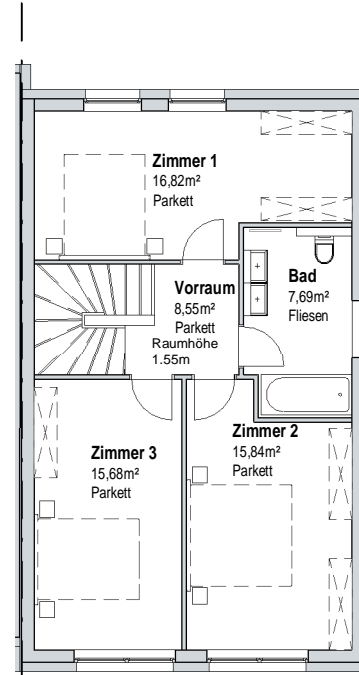 Zimmer 1
16,82m²
Parkett
Vorraum
8,55m²
Parkett
Raumhöhe
1.55m
Bad
7,69m²
Fliesen
Zimmer 3
15,68m²
Parkett
Zimmer 2
15,84m²
Parkett